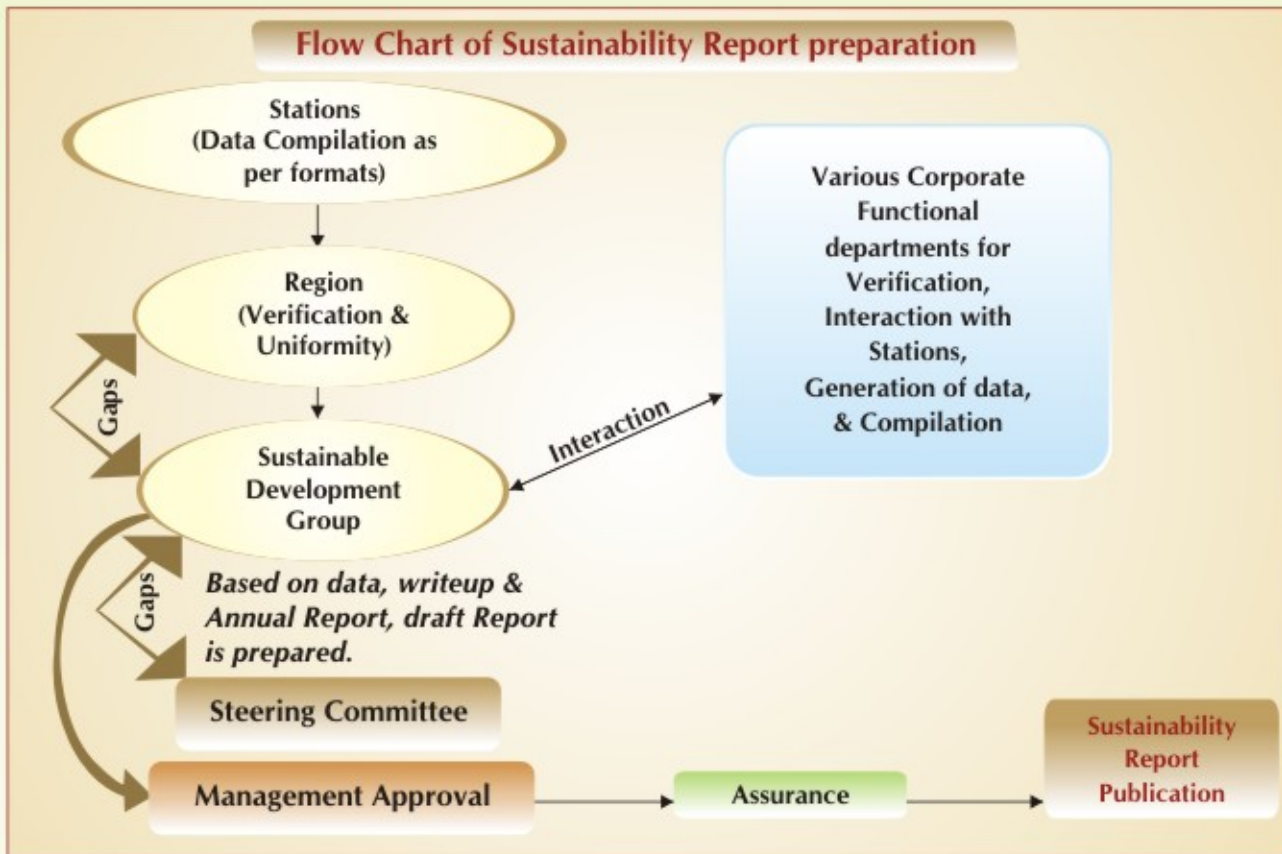 Flow Chart of Sustainability Report preparation
Stations
(Data Compilation as
per formats)
Region
(Verification &
Uniformity)
Gaps
Sustainable
Development
Group
Interaction
Various Corporate
Functional
departments for
Verification,
Interaction with
Stations,
Generation of data,
& Compilation
Gaps
Based on data, writeup &
Annual Report, draft Report
is prepared.
Steering Committee
Management Approval
Assurance
Sustainability
Report
Publication